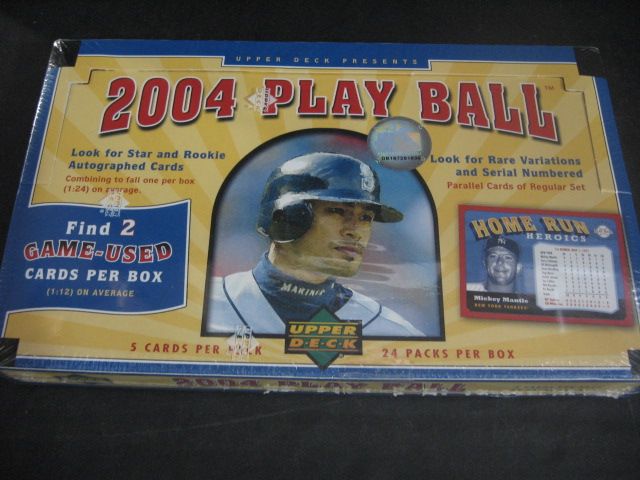 UPPER DECK PRESENTS
2004 PLAY BALL
TM
Look for Star and Rookie
Autographed Cards
Combining to fall one per box
(1:24) on average.
Look for Rare Variations
and Serial Numbered
Parallel Cards of Regular Set
Find 2
GAME-USED
CARDS PER BOX
(1:12) ON AVERAGE
HOME RUN
HEROICS
Mickey Mantle
NEW YORK YANKEES
MARINE
UPPER
DECK
5 CARDS PER
24 PACKS PER BOX
2004 PLAY BALL